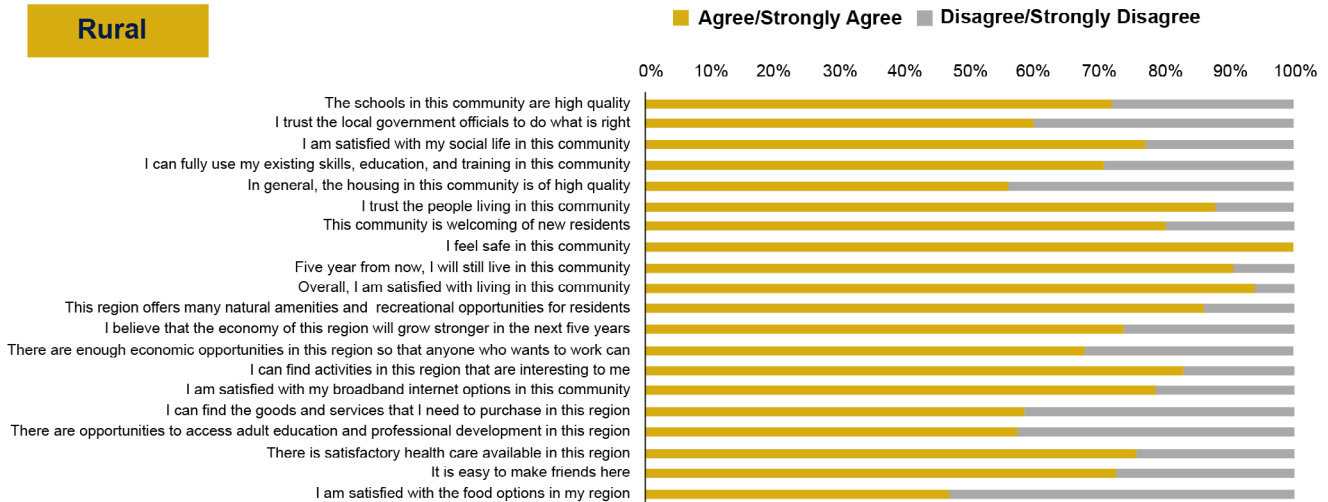 Rural
Agree/Strongly Agree Disagree/Strongly Disagree
0% 10% 20% 30% 40% 50% 60% 70% 80% 90% 100%
The schools in this community are high quality
I trust the local government officials to do what is right
I am satisfied with my social life in this community
I can fully use my existing skills, education, and training in this community
In general, the housing in this community is of high quality
I trust the people living in this community
This community is welcoming of new residents
I feel safe in this community
Five year from now, I will still live in this community
Overall, I am satisfied with living in this community
This region offers many natural amenities and recreational opportunities for residents
I believe that the economy of this region will grow stronger in the next five years
There are enough economic opportunities in this region so that anyone who wants to work can
I can find activities in this region that are interesting to me
I am satisfied with my broadband internet options in this community
I can find the goods and services that I need to purchase in this region
There are opportunities to access adult education and professional development in this region
There is satisfactory health care available in this region
It is easy to make friends here
I am satisfied with the food options in my region